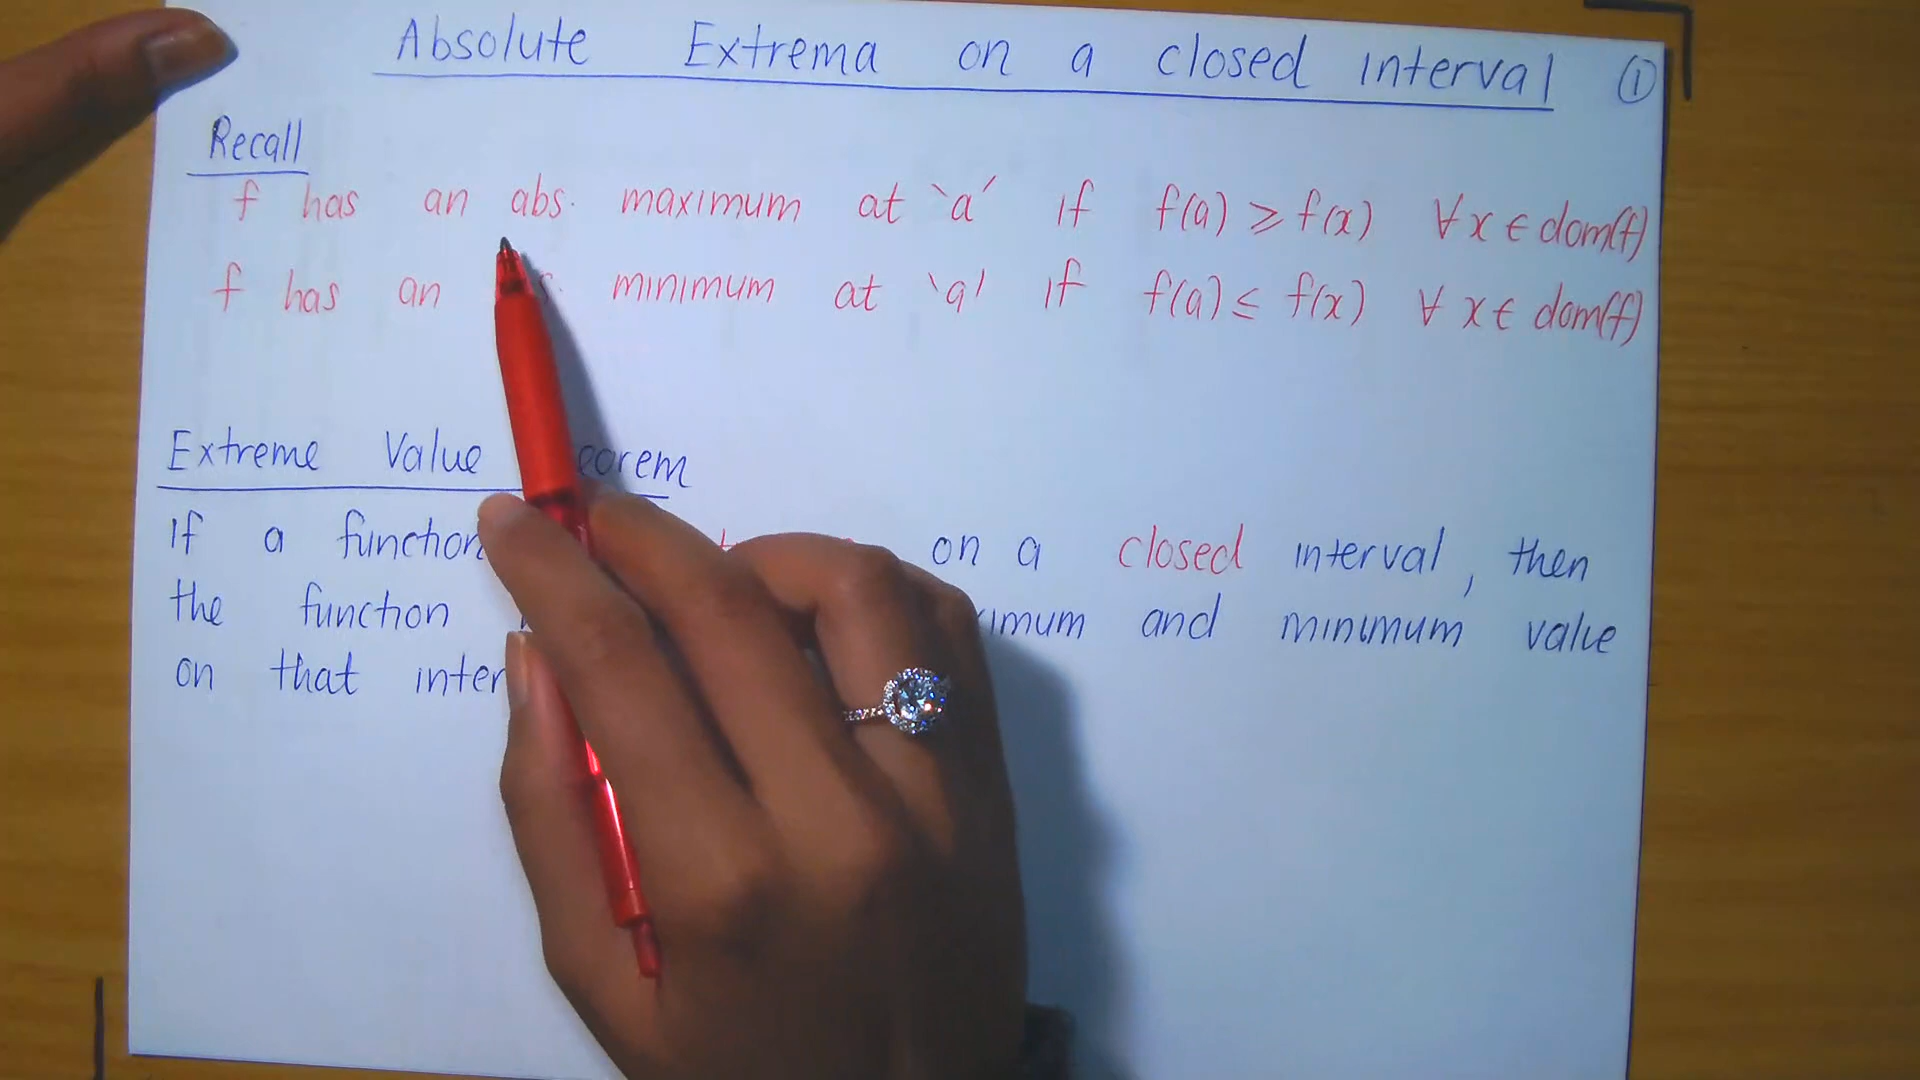 Absolute Extrema on a closed interval ①
Recall
f has an abs. maximum at `a´ if f(a) ⩾ f(x) ∀x ∈ dom(f)
f has an minimum at `a' if f(a) ≤ f(x) ∀ x ∈ dom(f)
Extreme Value
If a function on a closed interval, then
the function and minimum value
on that